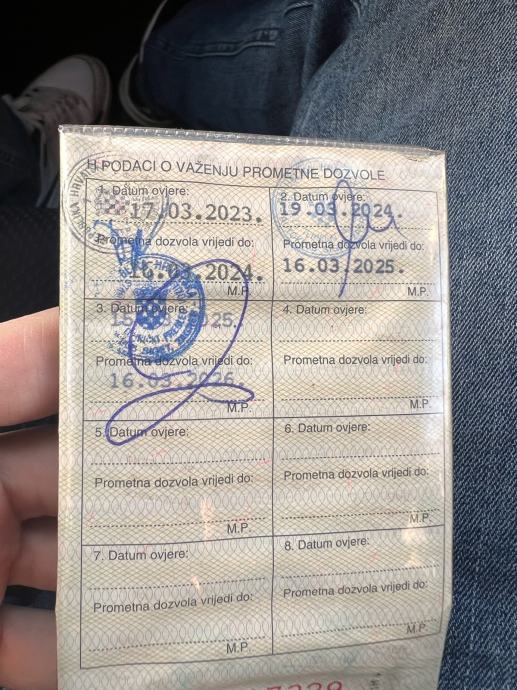 H PODACI O VAŽENJU PROMETNE DOZVOLE
1. Datum ovjere:
17.03.2023.
Prometna dozvola vrijedi do:
16.03.2024.
M.P.
2. Datum ovjere:
19.03.2024.
Prometna dozvola vrijedi do:
16.03.2025.
M.P.
3. Datum ovjere:
25.
Prometna dozvola vrijedi do:
16.03.2026.
M.P.
4. Datum ovjere:
Prometna dozvola vrijedi do:
M.P.
5. Datum ovjere:
Prometna dozvola vrijedi do:
M.P.
6. Datum ovjere:
Prometna dozvola vrijedi do:
M.P.
7. Datum ovjere:
Prometna dozvola vrijedi do:
M.P.
8. Datum ovjere:
Prometna dozvola vrijedi do:
M.P.